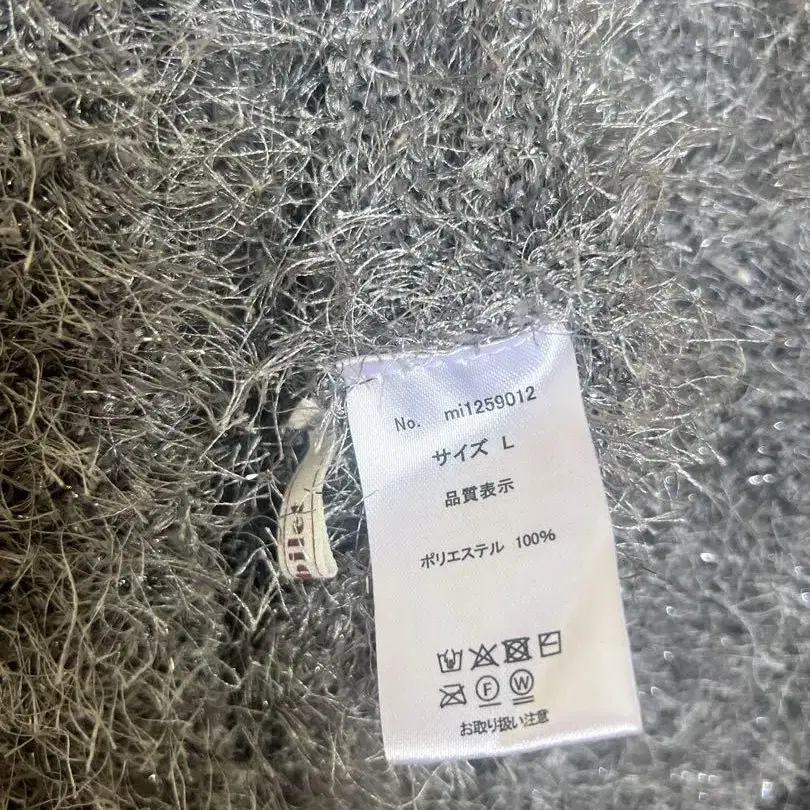 No. mi1259012
サイズ L
品質表示
ポリエステル 100%
F W
お取り扱い注意